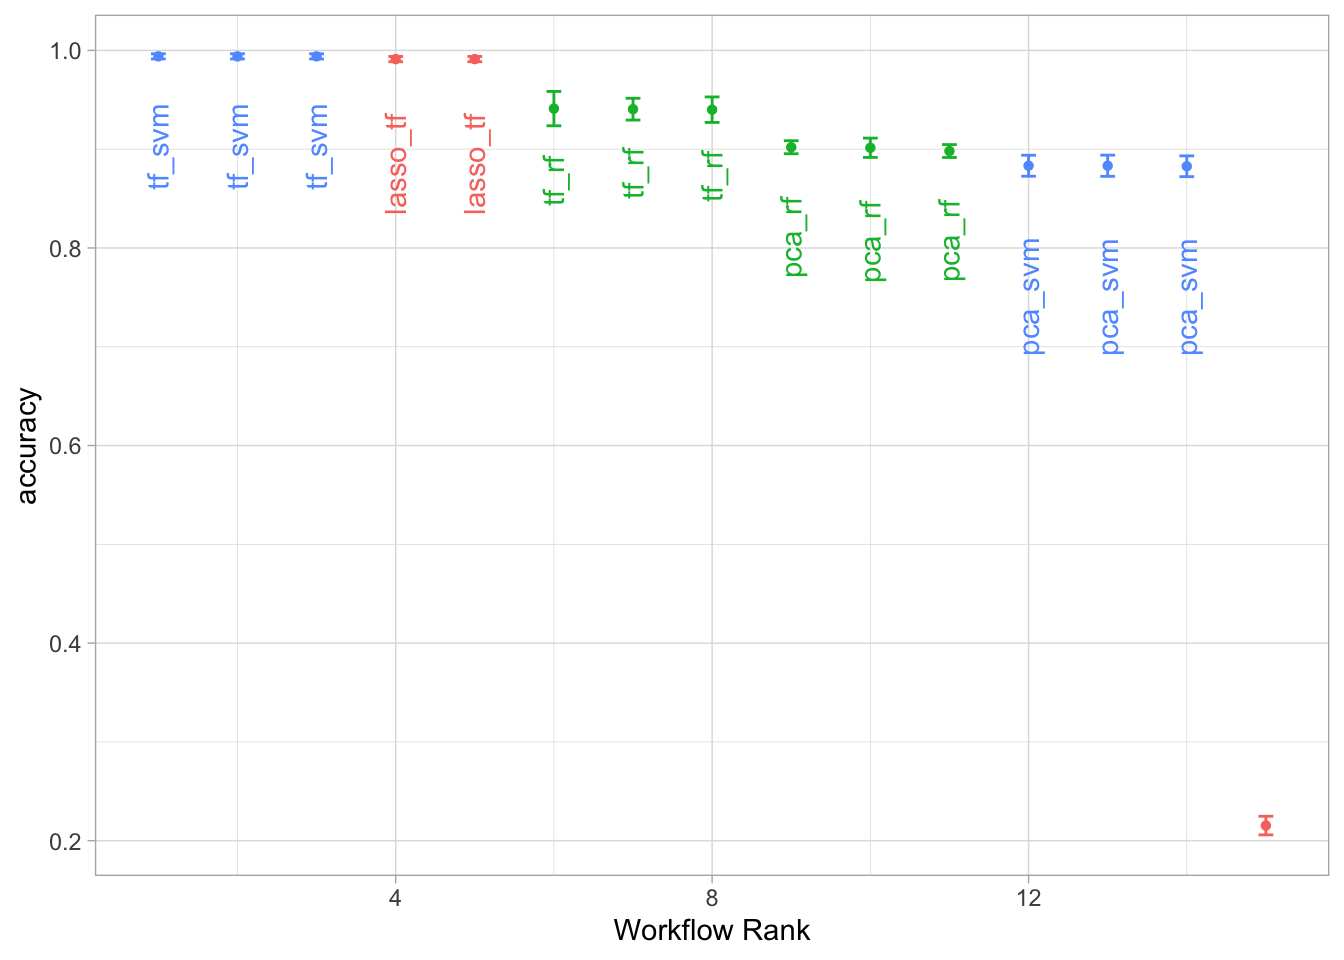 1.0
0.8
0.6
0.4
0.2
accuracy
tf_svm
tf_svm
tf_svm
lasso_tf
lasso_tf
tf_rf
tf_rf
tf_rf
pca_rf
pca_rf
pca_rf
pca_svm
pca_svm
pca_svm
4 8 12
Workflow Rank